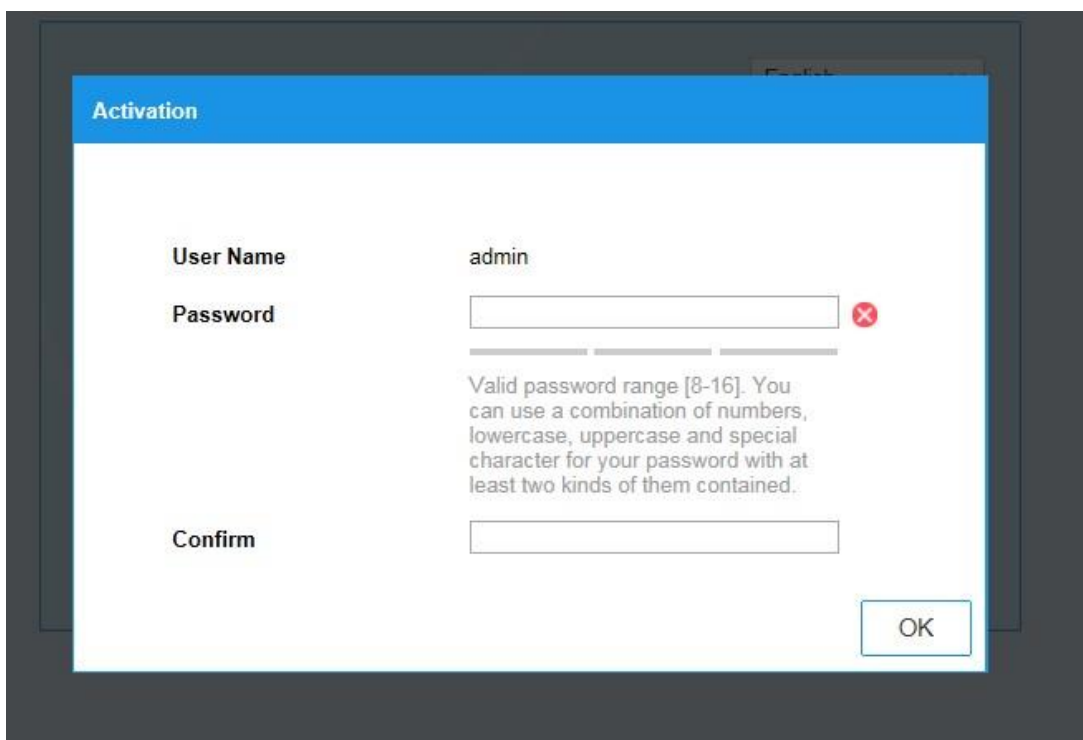 English
Activation
User Name admin
Password
Valid password range [8-16]. You
can use a combination of numbers,
lowercase, uppercase and special
character for your password with at
least two kinds of them contained.
Confirm
OK